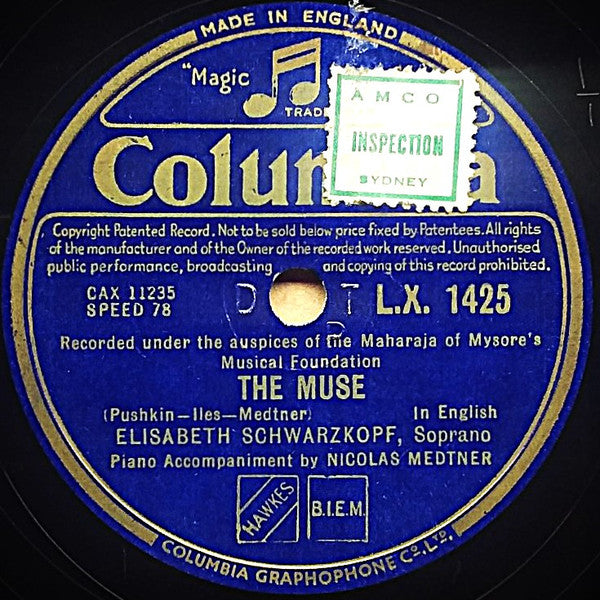 MADE IN ENGLAND
"Magic
TRAD
AMCO
INSPECTION
SYDNEY
Colum a
Copyright Patented Record. Not to be sold below price fixed by Patentees. All rights
of the manufacturer and of the Owner of the recorded work reserved. Unauthorised
public performance, broadcasting and copying of this record prohibited.
CAX 11235
SPEED 78
L.X. 1425
Recorded under the auspices of the Maharaja of Mysore's
Musical Foundation
THE MUSE
(Pushkin—Iles—Medtner) In English
ELISABETH SCHWARZKOPF, Soprano
Piano Accompaniment by NICOLAS MEDTNER
HAWKES
B.I.E.M.
COLUMBIA GRAPHOPHONE CO. LTD.